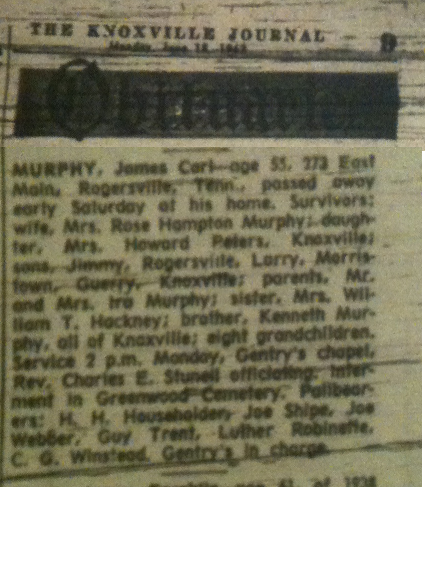 THE KNOXVILLE JOURNAL
Monday, June 18, 9
Obituaries
MURPHY, James Carl—age 55, 273 East
Main, Rogersville, Tenn., passed away
early Saturday at his home. Survivors:
wife, Mrs. Rose Hampton Murphy; daugh-
ter, Mrs. Howard Peters, Knoxville;
sons, Jimmy, Rogersville, Larry, Morris-
town, Guerry, Knoxville; parents, Mr.
and Mrs. Ira Murphy; sister, Mrs. Wil-
liam T. Hackney; brother, Kenneth Mur-
phy, all of Knoxville; eight grandchildren.
Service 2 p.m. Monday, Gentry's chapel,
Rev. Charles E. Stunell officiating. Inter-
ment in Greenwood Cemetery. Pallbear-
ers: H. H. Householder, Joe Shipe, Joe
Webber, Guy Trent, Luther Robinette,
C. G. Winstead. Gentry's in charge.